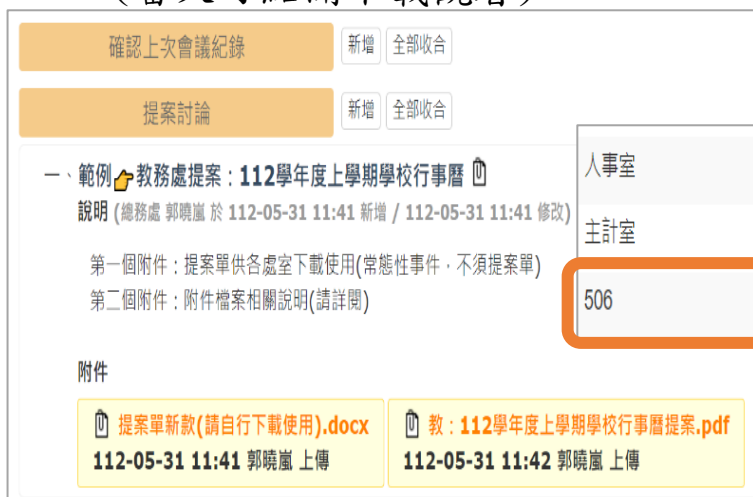 確認上次會議紀錄 新增 全部收合
提案討論 新增 全部收合
一、範例👉教務處提案：112學年度上學期學校行事曆
說明 (總務處 郭曉嵐 於 112-05-31 11:41 新增 / 112-05-31 11:41 修改)
第一個附件：提案單供各處室下載使用(常態性事件，不須提案單)
第二個附件：附件檔案相關說明(請詳閱)
附件
提案單新款(請自行下載使用).docx
112-05-31 11:41 郭曉嵐 上傳
教：112學年度上學期學校行事曆提案.pdf
112-05-31 11:42 郭曉嵐 上傳
人事室
主計室
506